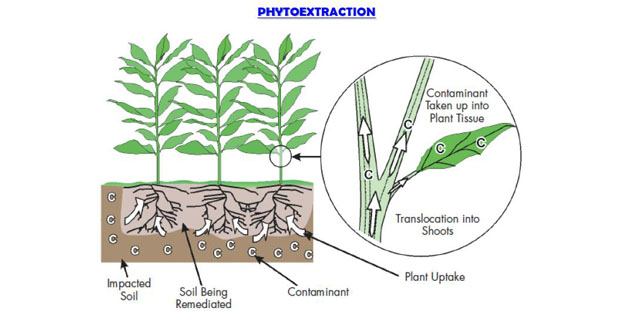 PHYTOEXTRACTION
Contaminant
Taken up into
Plant Tissue
C
C
C
C
Translocation into
Shoots
C
C
C
C
C
C
C
C
C
C
C
Plant Uptake
Impacted
Soil
Soil Being
Remediated
Contaminant